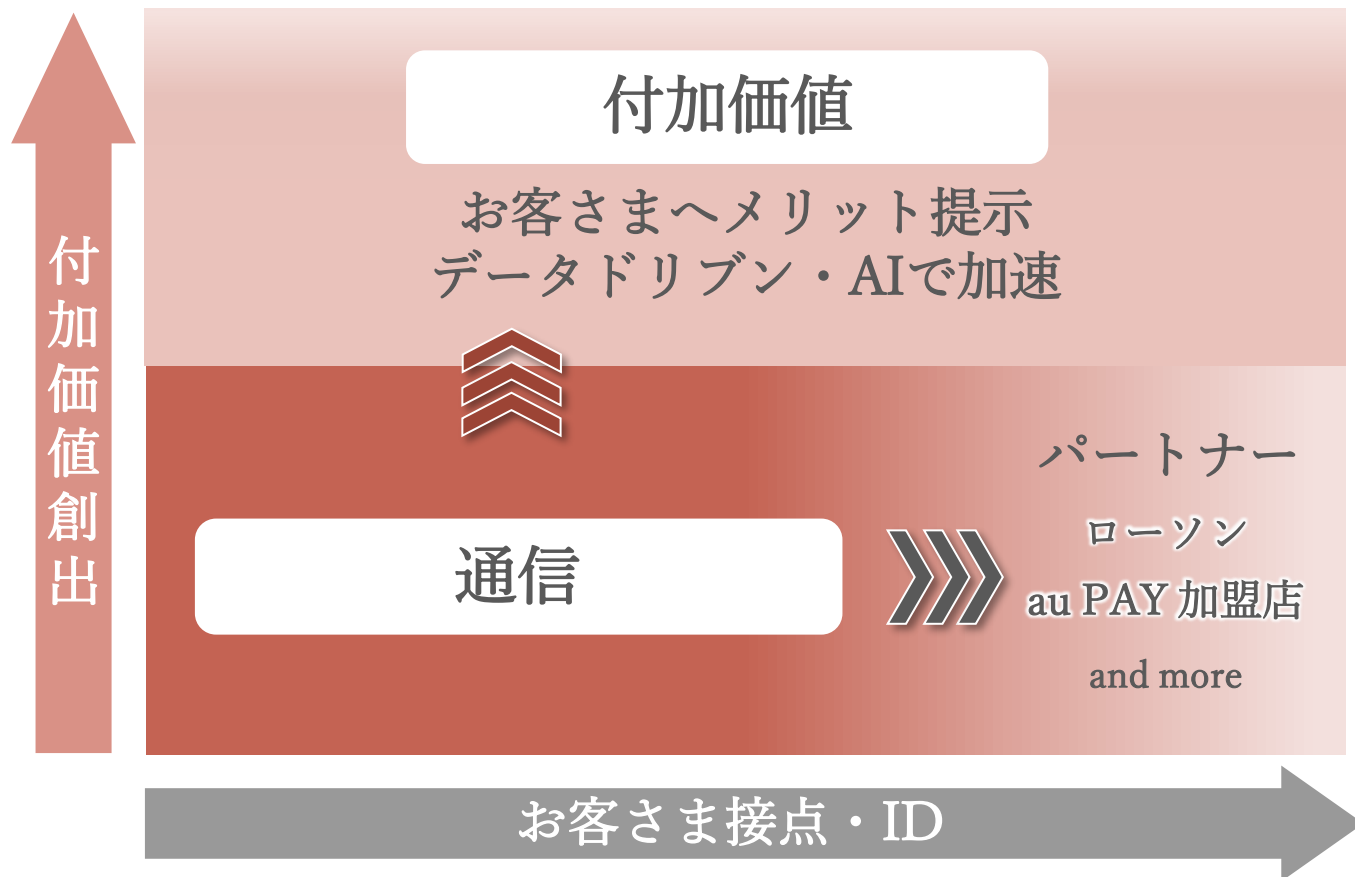 付加価値
お客さまへメリット提示
データドリブン・AIで加速
付加価値創出
通信
パートナー
ローソン
au PAY 加盟店
and more
お客さま接点・ID